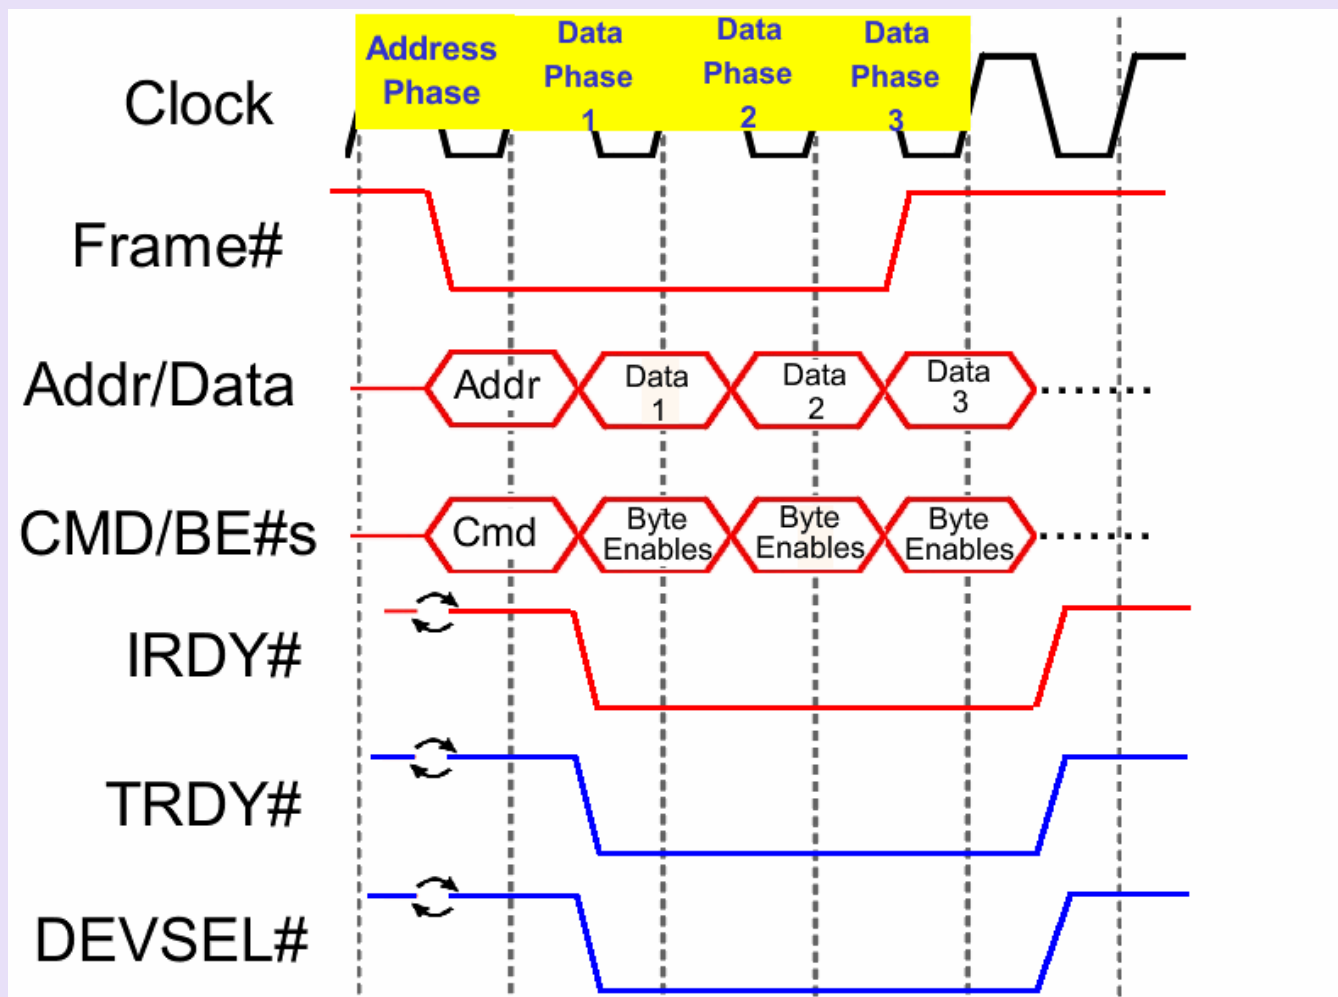 Address
Phase
Data
Phase
1
Data
Phase
2
Data
Phase
3
Clock
Frame#
Addr/Data
Addr
Data
1
Data
2
Data
3
CMD/BE#s
Cmd
Byte
Enables
Byte
Enables
Byte
Enables
IRDY#
TRDY#
DEVSEL#